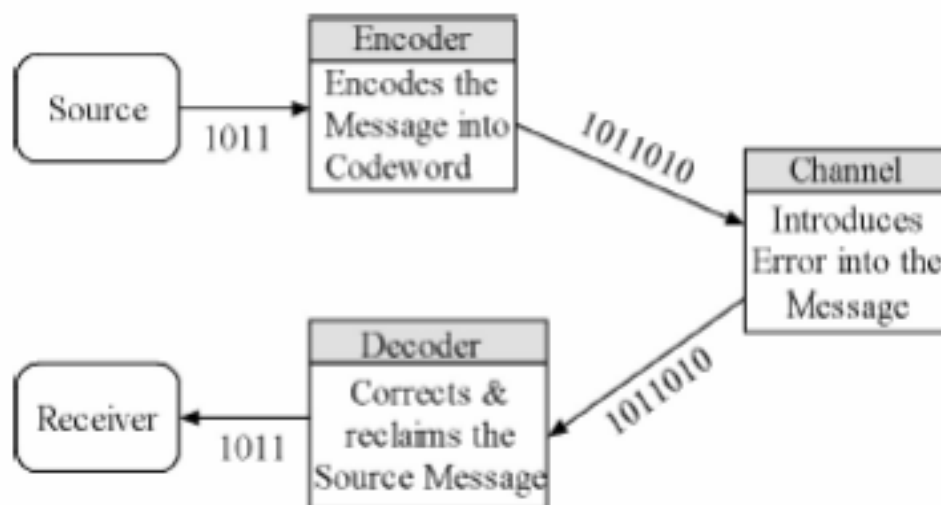 Source
1011
Encoder
Encodes the
Message into
Codeword
1011010
Channel
Introduces
Error into the
Message
1011010
Decoder
Corrects &
reclaims the
Source Message
1011
Receiver